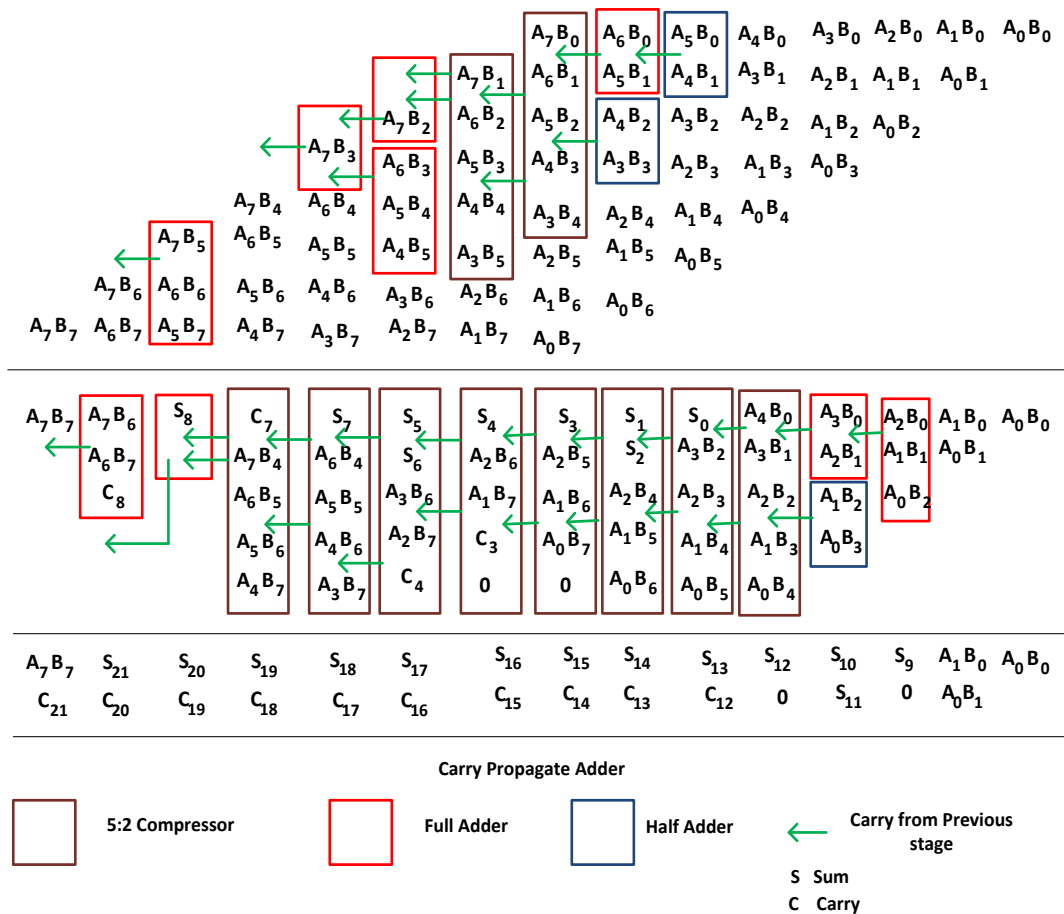 A7B0 A6B0 A5B0 A4B0 A3B0 A2B0 A1B0 A0B0
A7B1 A6B1 A5B1 A4B1 A3B1 A2B1 A1B1 A0B1
A7B2 A6B2 A5B2 A4B2 A3B2 A2B2 A1B2 A0B2
A7B3 A6B3 A5B3 A4B3 A3B3 A2B3 A1B3 A0B3
A7B4 A6B4 A5B4 A4B4 A3B4 A2B4 A1B4 A0B4
A7B5 A6B5 A5B5 A4B5 A3B5 A2B5 A1B5 A0B5
A7B6 A6B6 A5B6 A4B6 A3B6 A2B6 A1B6 A0B6
A7B7 A6B7 A5B7 A4B7 A3B7 A2B7 A1B7 A0B7
A7B7 A7B6 S8 C7 S7 S5 S4 S3 S1 S0 A4B0 A3B0 A2B0 A1B0 A0B0
A6B7 A7B4 A6B4 S6 A2B6 A2B5 S2 A3B2 A3B1 A2B1 A1B1 A0B1
C8 A6B5 A5B5 A3B6 A1B7 A1B6 A2B4 A2B3 A2B2 A1B2 A0B2
A5B6 A4B6 A2B7 C3 A0B7 A1B5 A1B4 A1B3 A0B3
A4B7 A3B7 C4 0 0 A0B6 A0B5 A0B4
A7B7 S21 S20 S19 S18 S17 S16 S15 S14 S13 S12 S10 S9 A1B0 A0B0
C21 C20 C19 C18 C17 C16 C15 C14 C13 C12 0 S11 0 A0B1
Carry Propagate Adder
5:2 Compressor Full Adder Half Adder Carry from Previous
stage
S Sum
C Carry